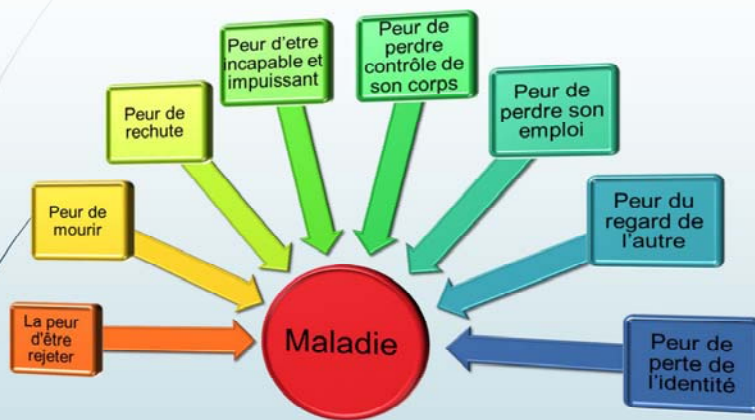 La peur
d'être
rejeter
Peur de
mourir
Peur de
rechute
Peur d'etre
incapable et
impuissant
Peur de
perdre
contrôle de
son corps
Peur de
perdre son
emploi
Peur du
regard de
l'autre
Peur de
perte de
l'identité
Maladie